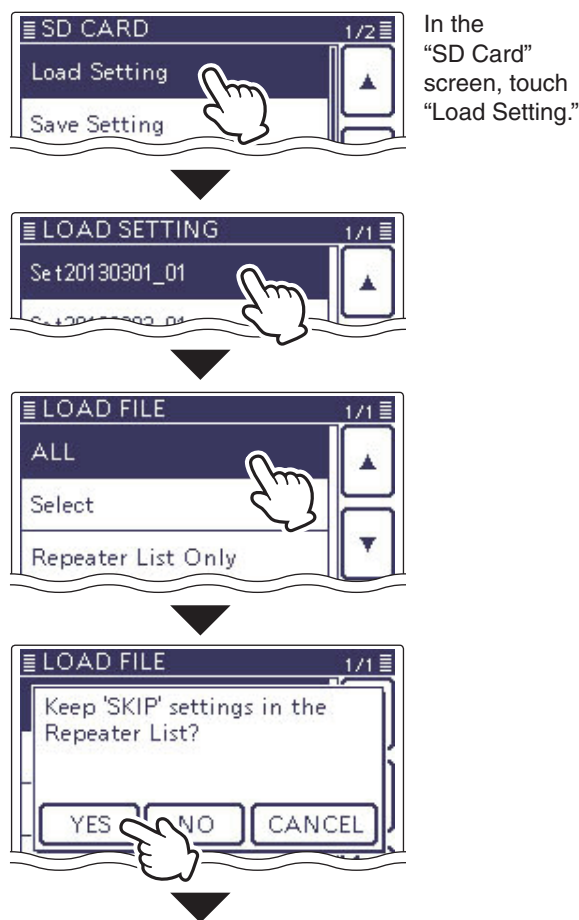 SD CARD 1/2
Load Setting
Save Setting
In the
“SD Card”
screen, touch
“Load Setting.”
LOAD SETTING 1/1
Set20130301_01
LOAD FILE 1/1
ALL
Select
Repeater List Only
LOAD FILE 1/1
Keep 'SKIP' settings in the
Repeater List?
YES NO CANCEL